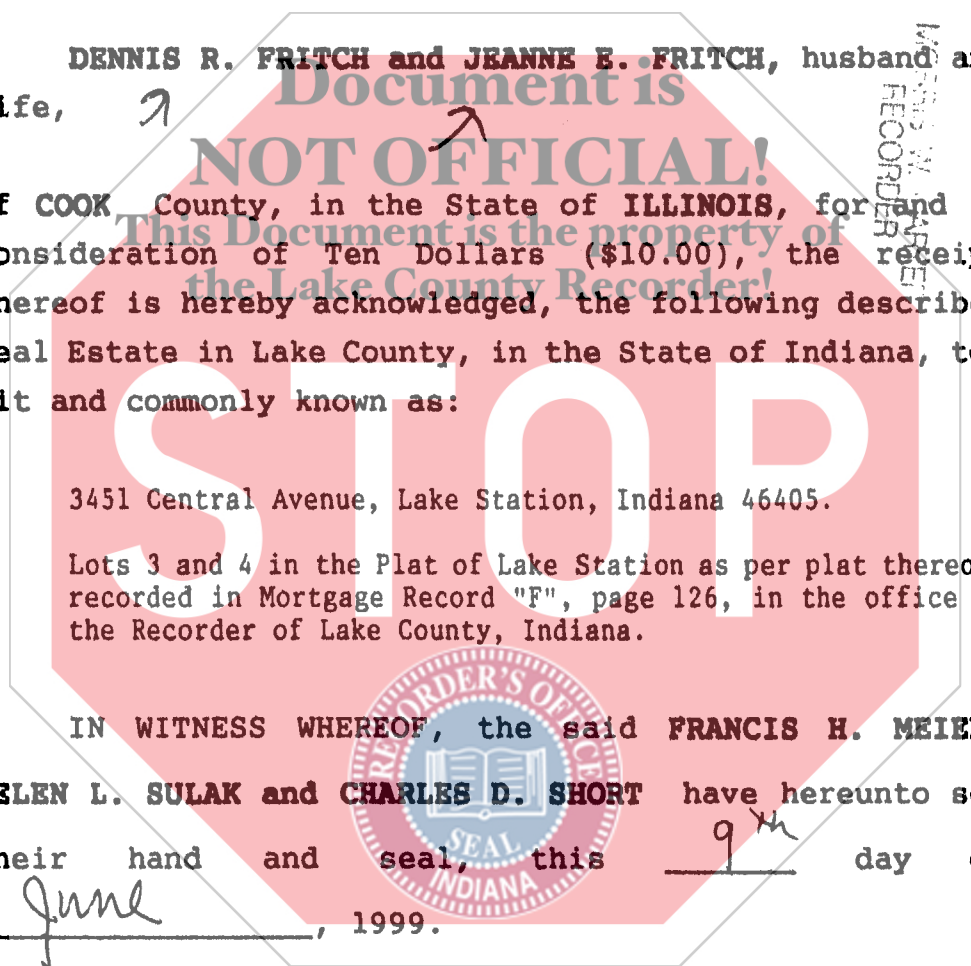 DENNIS R. FRITCH and JEANNE E. FRITCH, husband
ife,
Document is
NOT OFFICIAL!
This Document is the property of
the Lake County Recorder!
RECORDER
f COOK County, in the State of ILLINOIS, for and
onsideration of Ten Dollars ($10.00), the receip
hereof is hereby acknowledged, the following describ
eal Estate in Lake County, in the State of Indiana, to
it and commonly known as:
STOP
3451 Central Avenue, Lake Station, Indiana 46405.
Lots 3 and 4 in the Plat of Lake Station as per plat thereo
recorded in Mortgage Record "F", page 126, in the office
the Recorder of Lake County, Indiana.
RECORDER'S OFFICE
SEAL
INDIANA
IN WITNESS WHEREOF, the said FRANCIS H. MEIE
ELEN L. SULAK and CHARLES D. SHORT have hereunto s
heir hand and seal, this 9th day
June, 1999.